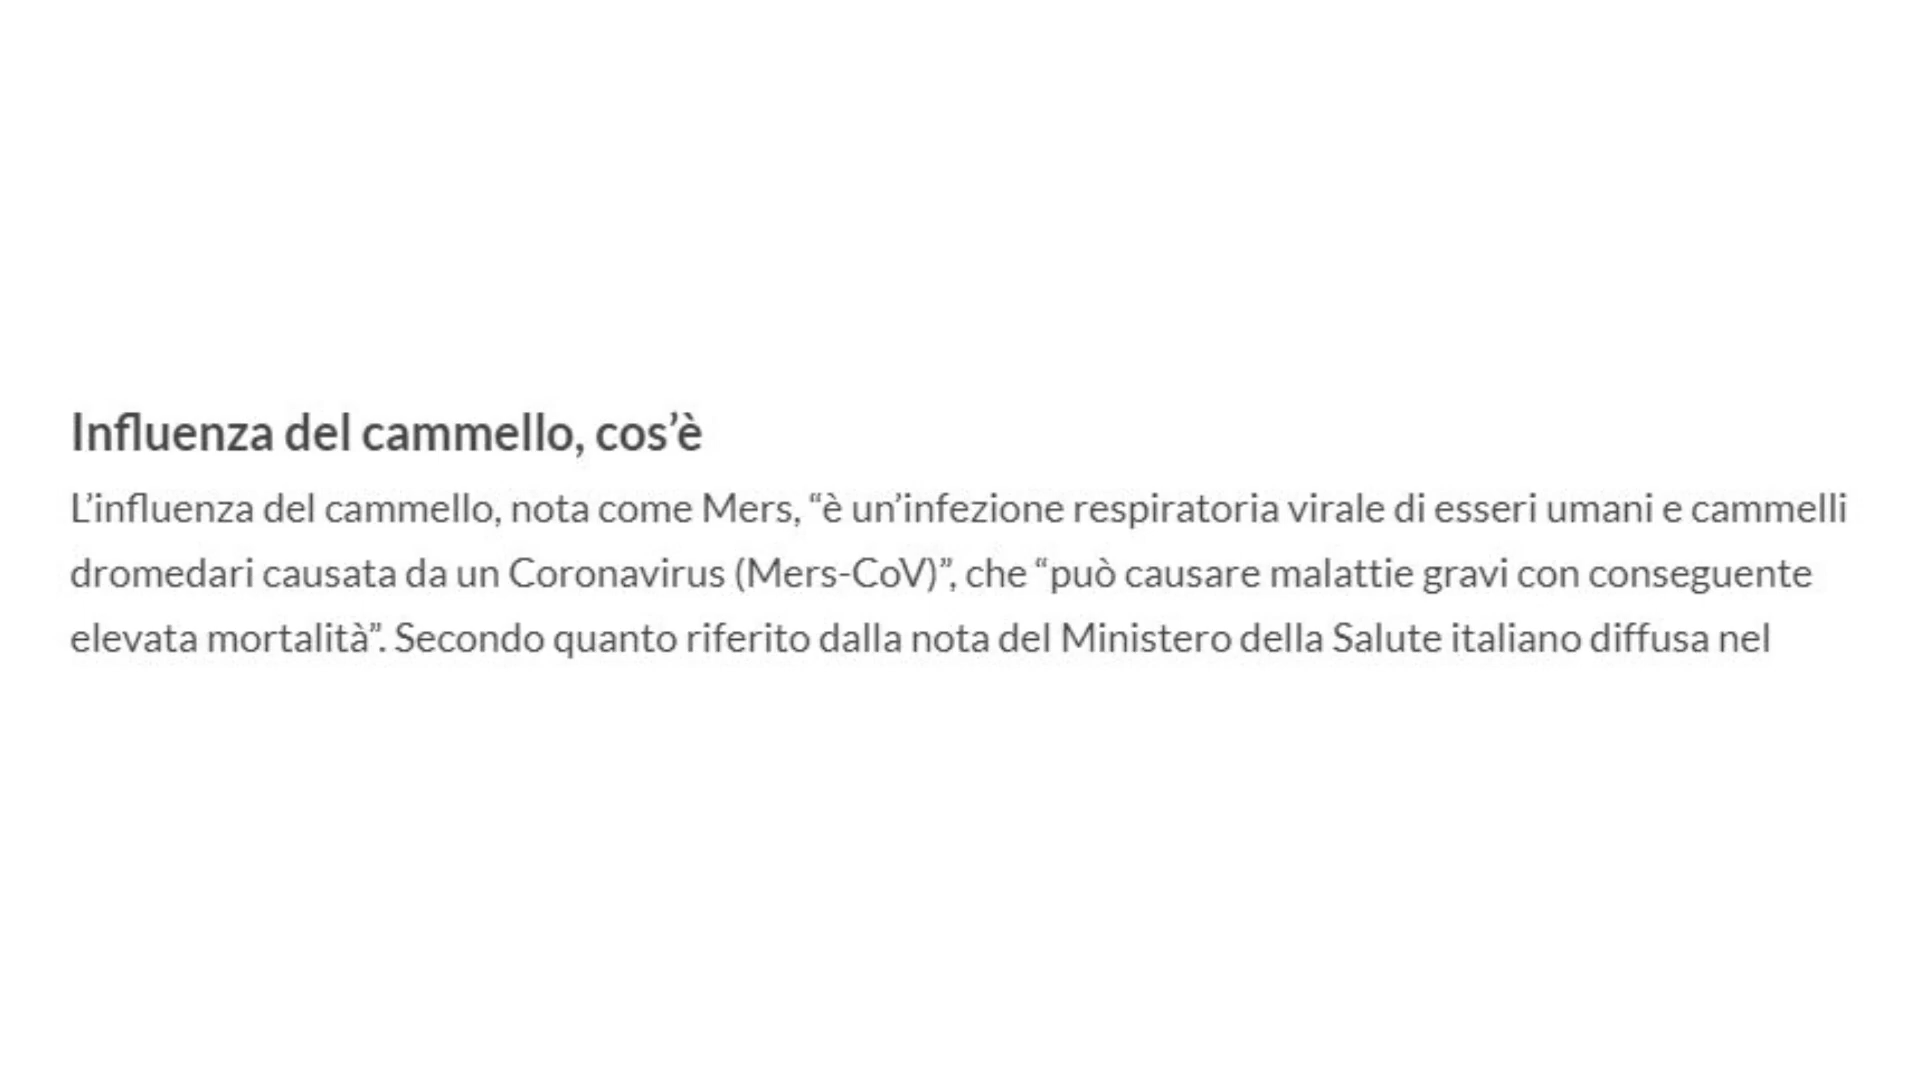 Influenza del cammello, cos’è
L’influenza del cammello, nota come Mers, “è un’infezione respiratoria virale di esseri umani e cammelli
dromedari causata da un Coronavirus (Mers-CoV)”, che “può causare malattie gravi con conseguente
elevata mortalità”. Secondo quanto riferito dalla nota del Ministero della Salute italiano diffusa nel